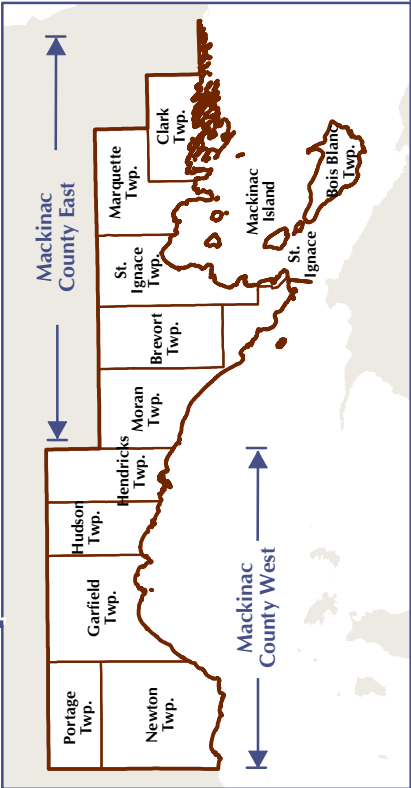 Mackinac
County East
Clark
Twp.
Marquette
Twp.
St.
Ignace
Twp.
Brevort
Twp.
Moran
Twp.
Hendricks
Twp.
Hudson
Twp.
Garfield
Twp.
Portage
Twp.
Newton
Twp.
Mackinac
Island
Bois Blanc
Twp.
St.
Ignace
Mackinac
County West